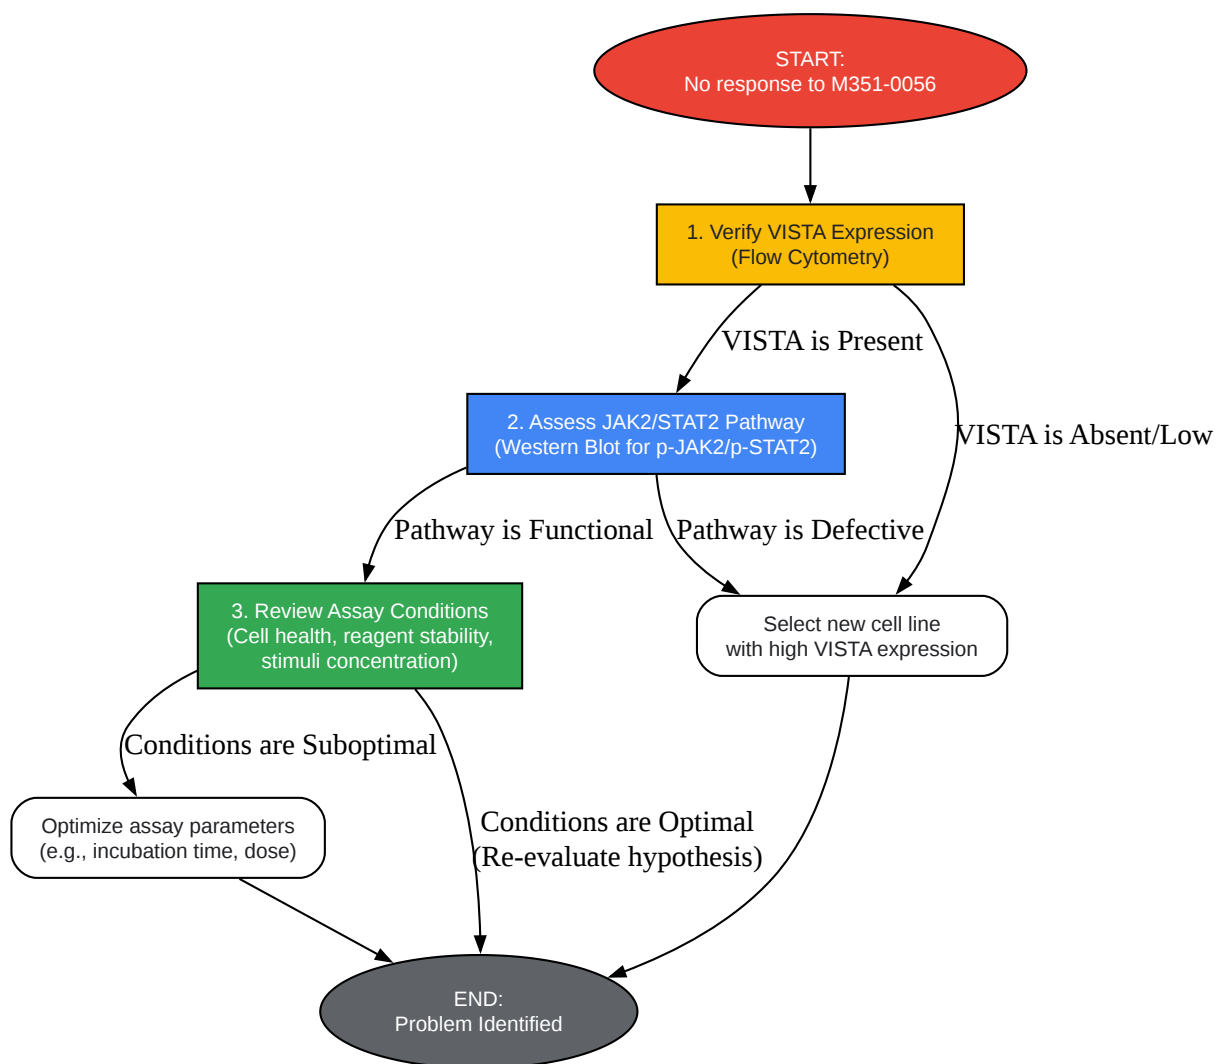 START:
No response to M351-0056
1. Verify VISTA Expression
(Flow Cytometry)
VISTA is Present
2. Assess JAK2/STAT2 Pathway
(Western Blot for p-JAK2/p-STAT2)
VISTA is Absent/Low
Pathway is Functional
Pathway is Defective
3. Review Assay Conditions
(Cell health, reagent stability,
stimuli concentration)
Select new cell line
with high VISTA expression
Conditions are Suboptimal
Optimize assay parameters
(e.g., incubation time, dose)
Conditions are Optimal
(Re-evaluate hypothesis)
END:
Problem Identified